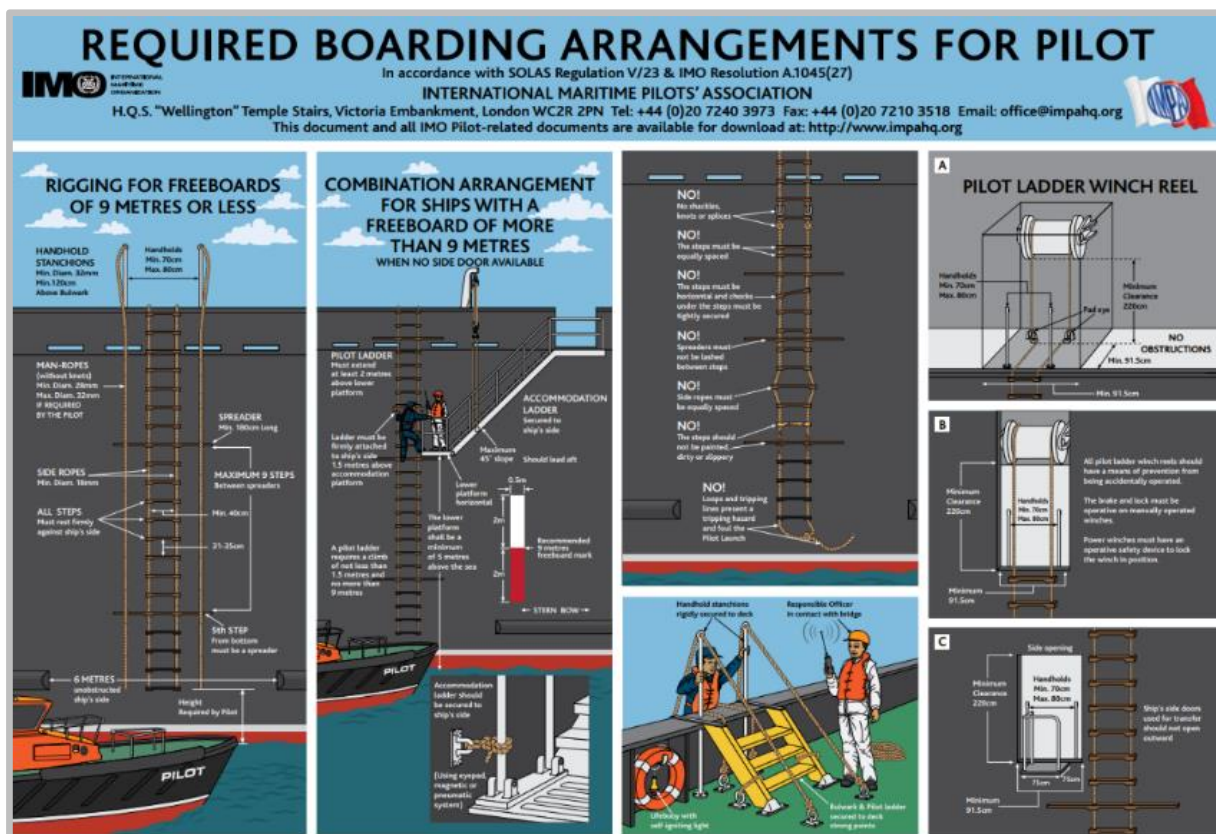 REQUIRED BOARDING ARRANGEMENTS FOR PILOT
In accordance with SOLAS Regulation V/23 & IMO Resolution A.1045(27)
INTERNATIONAL MARITIME PILOTS' ASSOCIATION
H.Q.S. "Wellington" Temple Stairs, Victoria Embankment, London WC2R 2PN Tel: +44 (0)20 7240 3973 Fax: +44 (0)20 7210 3518 Email: office@impahq.org
This document and all IMO Pilot-related documents are available for download at: http://www.impahq.org
IMO
INTERNATIONAL
MARITIME
ORGANIZATION
IMPA
RIGGING FOR FREEBOARDS
OF 9 METRES OR LESS
HANDHOLD
STANCHIONS
Min. Diam. 32mm
Min. 120cm
Above Bulwark
Handholds
Min. 70cm
Max. 80cm
MAN-ROPES
(without knots)
Min. Diam. 28mm
Max. Diam. 32mm
IF REQUIRED
BY THE PILOT
SPREADER
Min. 180cm Long
SIDE ROPES
Min. Diam. 18mm
MAXIMUM 9 STEPS
Between spreaders
ALL STEPS
Must rest firmly
against ship's side
Min. 40cm
31-35cm
5th STEP
From bottom
must be a spreader
6 METRES
unobstructed
ship's side
Height
Required by Pilot
PILOT
COMBINATION ARRANGEMENT
FOR SHIPS WITH A
FREEBOARD OF MORE
THAN 9 METRES
WHEN NO SIDE DOOR AVAILABLE
PILOT LADDER
Must extend
at least 2 metres
above lower
platform
ACCOMMODATION
LADDER
Secured to
ship's side
Ladder must be
firmly attached
to ship's side
1.5 metres above
accommodation
platform
Maximum
45° slope
Should lead aft
Lower
platform
horizontal
0.5m
2m
2m
The lower
platform
shall be a
minimum
of 5 metres
above the sea
Recommended
9 metres
freeboard mark
A pilot ladder
requires a climb
of not less than
1.5 metres and
no more than
9 metres
STERN BOW
PILOT
Accommodation
ladder should
be secured to
ship's side
(Using eyepad,
magnetic or
pneumatic
system)
NO!
No shackles,
knots or splices
NO!
The steps must be
equally spaced
NO!
The steps must be
horizontal and chocks
under the steps must be
tightly secured
NO!
Spreaders must
not be lashed
between steps
NO!
Side ropes must
be equally spaced
NO!
The steps should
not be painted,
dirty or slippery
NO!
Loops and tripping
lines present a
tripping hazard
and foul the
Pilot Launch
Handhold stanchions
rigidly secured to deck
Responsible Officer
in contact with bridge
Lifebuoy with
self-igniting light
Bulwark & Pilot ladder
secured to deck
strong points
A
PILOT LADDER WINCH REEL
Handholds
Min. 70cm
Max. 80cm
Minimum
Clearance
220cm
Pad eye
NO
OBSTRUCTIONS
Min. 91.5cm
Min. 91.5cm
B
Minimum
Clearance
220cm
Handholds
Min. 70cm
Max. 80cm
Minimum
91.5cm
All pilot ladder winch reels should
have a means of prevention from
being accidentally operated.
The brake and lock must be
operative on manually operated
winches.
Power winches must have an
operative safety device to lock
the winch in position.
C
Side opening
Minimum
Clearance
220cm
Handholds
Min. 70cm
Max. 80cm
Ship's side doors
used for transfer
should not open
outward
75cm
75cm
Minimum
91.5cm